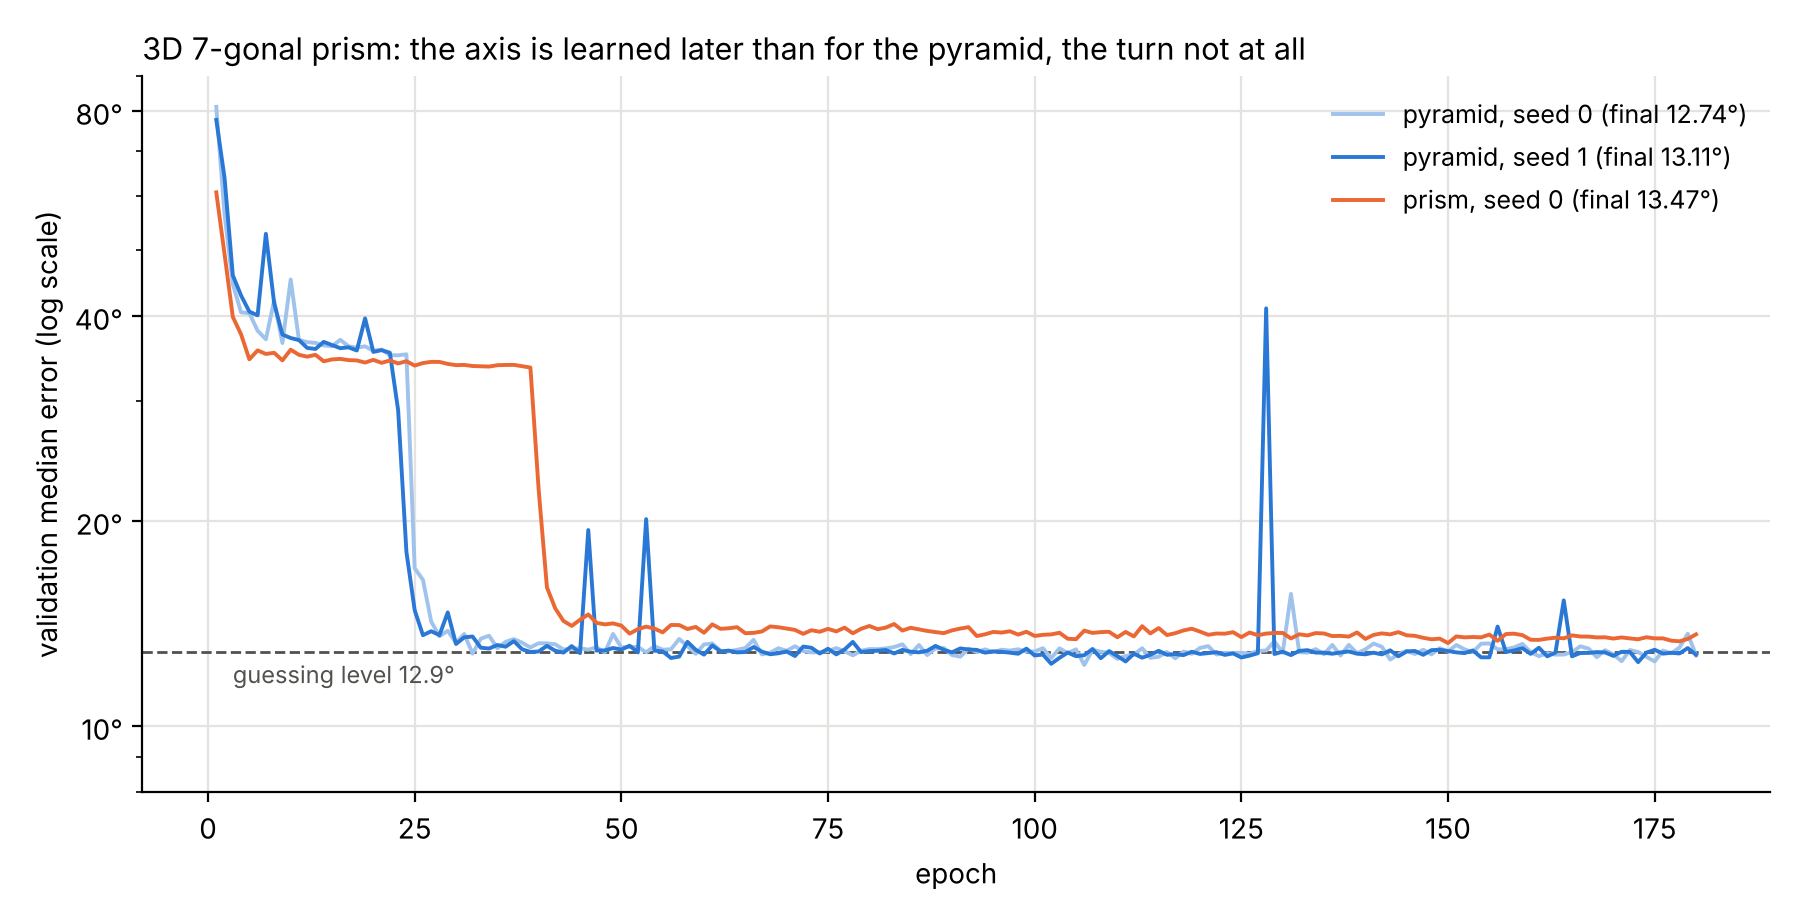 3D 7-gonal prism: the axis is learned later than for the pyramid, the turn not at all
validation median error (log scale)
80°
40°
20°
10°
pyramid, seed 0 (final 12.74°)
pyramid, seed 1 (final 13.11°)
prism, seed 0 (final 13.47°)
guessing level 12.9°
0 25 50 75 100 125 150 175
epoch